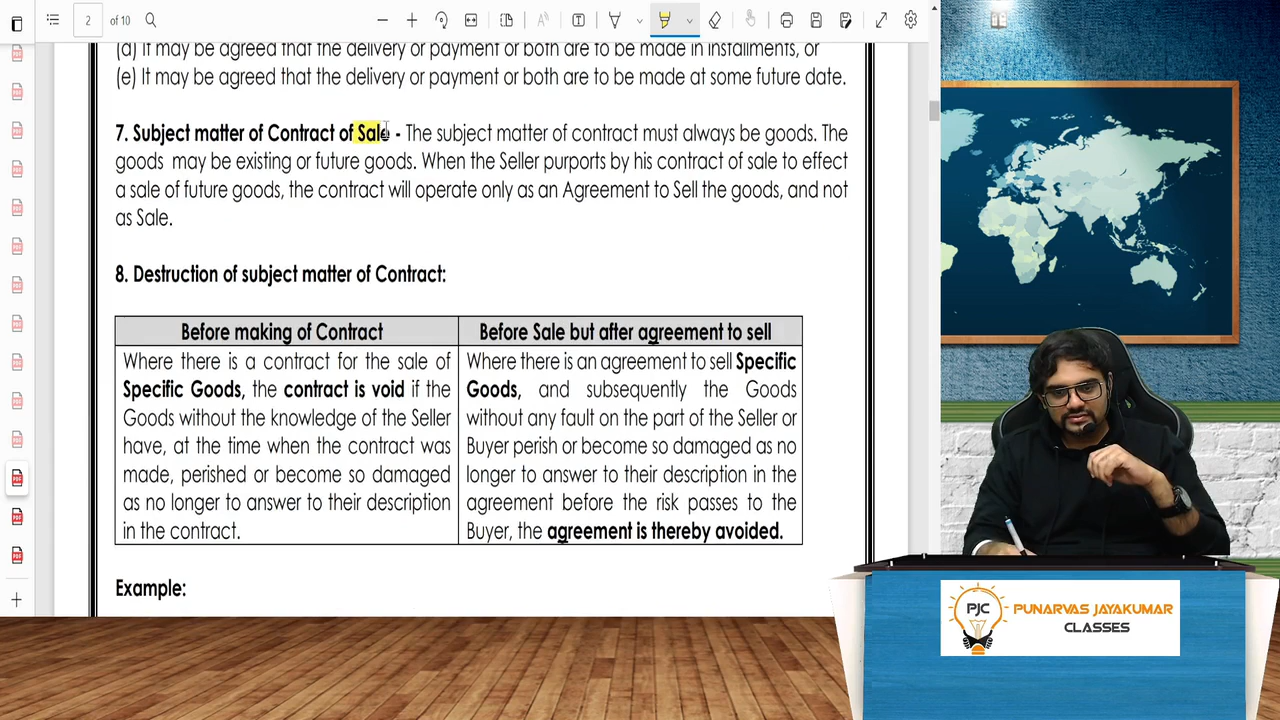 2
of 10
(d) It may be agreed that the delivery or payment or both are to be made in installments, or
(e) It may be agreed that the delivery or payment or both are to be made at some future date.
7. Subject matter of Contract of Sale - The subject matter of contract must always be goods. The
goods may be existing or future goods. When the Seller purports by his contract of sale to effect
a sale of future goods, the contract will operate only as an Agreement to Sell the goods, and not
as Sale.
8. Destruction of subject matter of Contract:
Before making of Contract
Where there is a contract for the sale of
Specific Goods, the contract is void if the
Goods without the knowledge of the Seller
have, at the time when the contract was
made, perished or become so damaged
as no longer to answer to their description
in the contract.
Before Sale but after agreement to sell
Where there is an agreement to sell Specific
Goods, and subsequently the Goods
without any fault on the part of the Seller or
Buyer perish or become so damaged as no
longer to answer to their description in the
agreement before the risk passes to the
Buyer, the agreement is thereby avoided.
Example:
PJC
PUNARVAS JAYAKUMAR
CLASSES